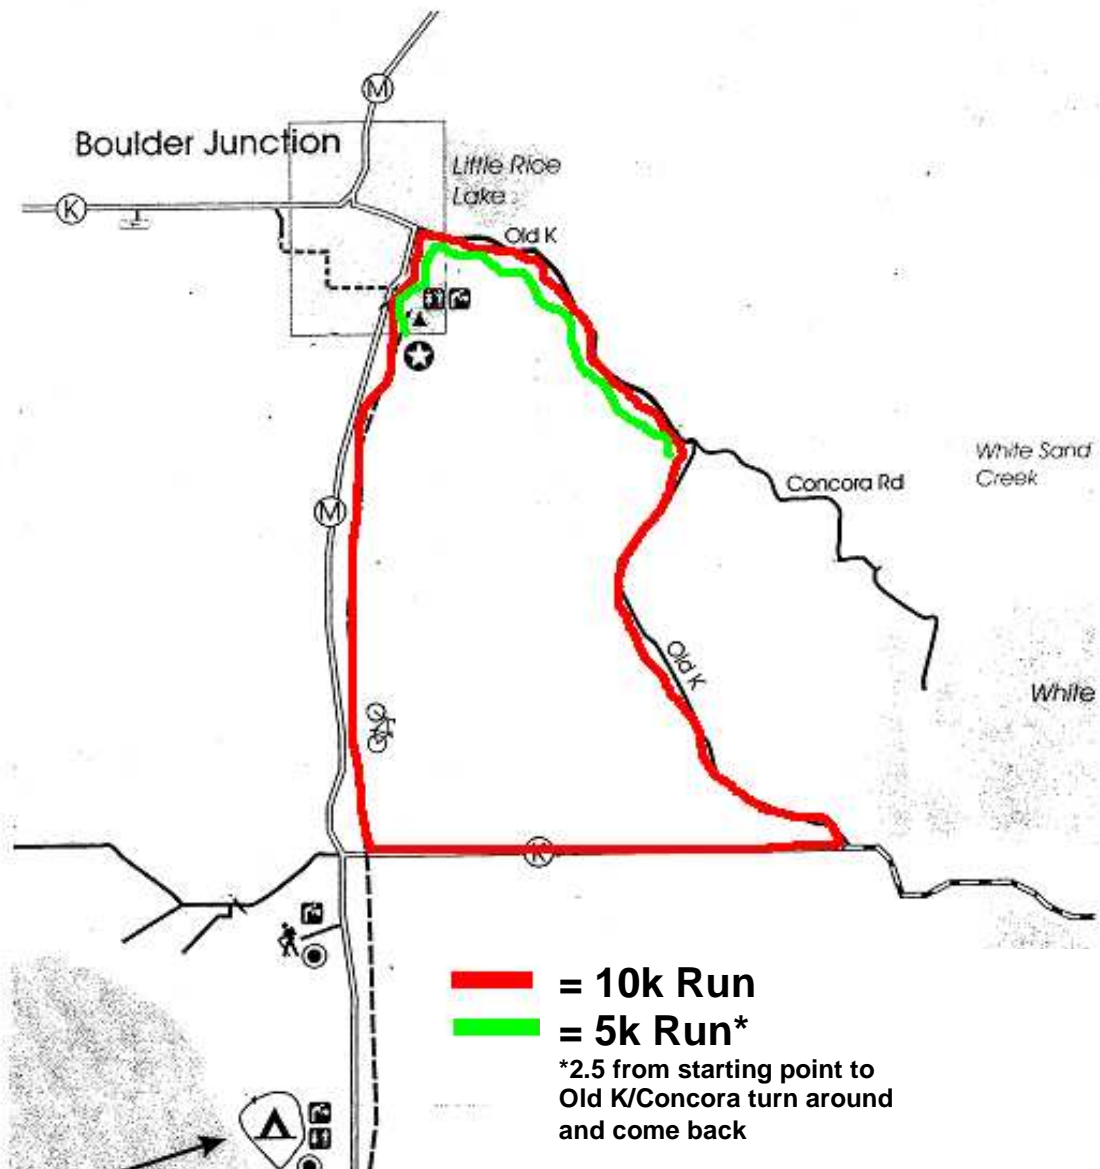 M
Boulder Junction
Little Rice
Lake
K
Old K
White Sand
Creek
Concora Rd
M
Old K
White
K
= 10k Run
= 5k Run*
*2.5 from starting point to
Old K/Concora turn around
and come back